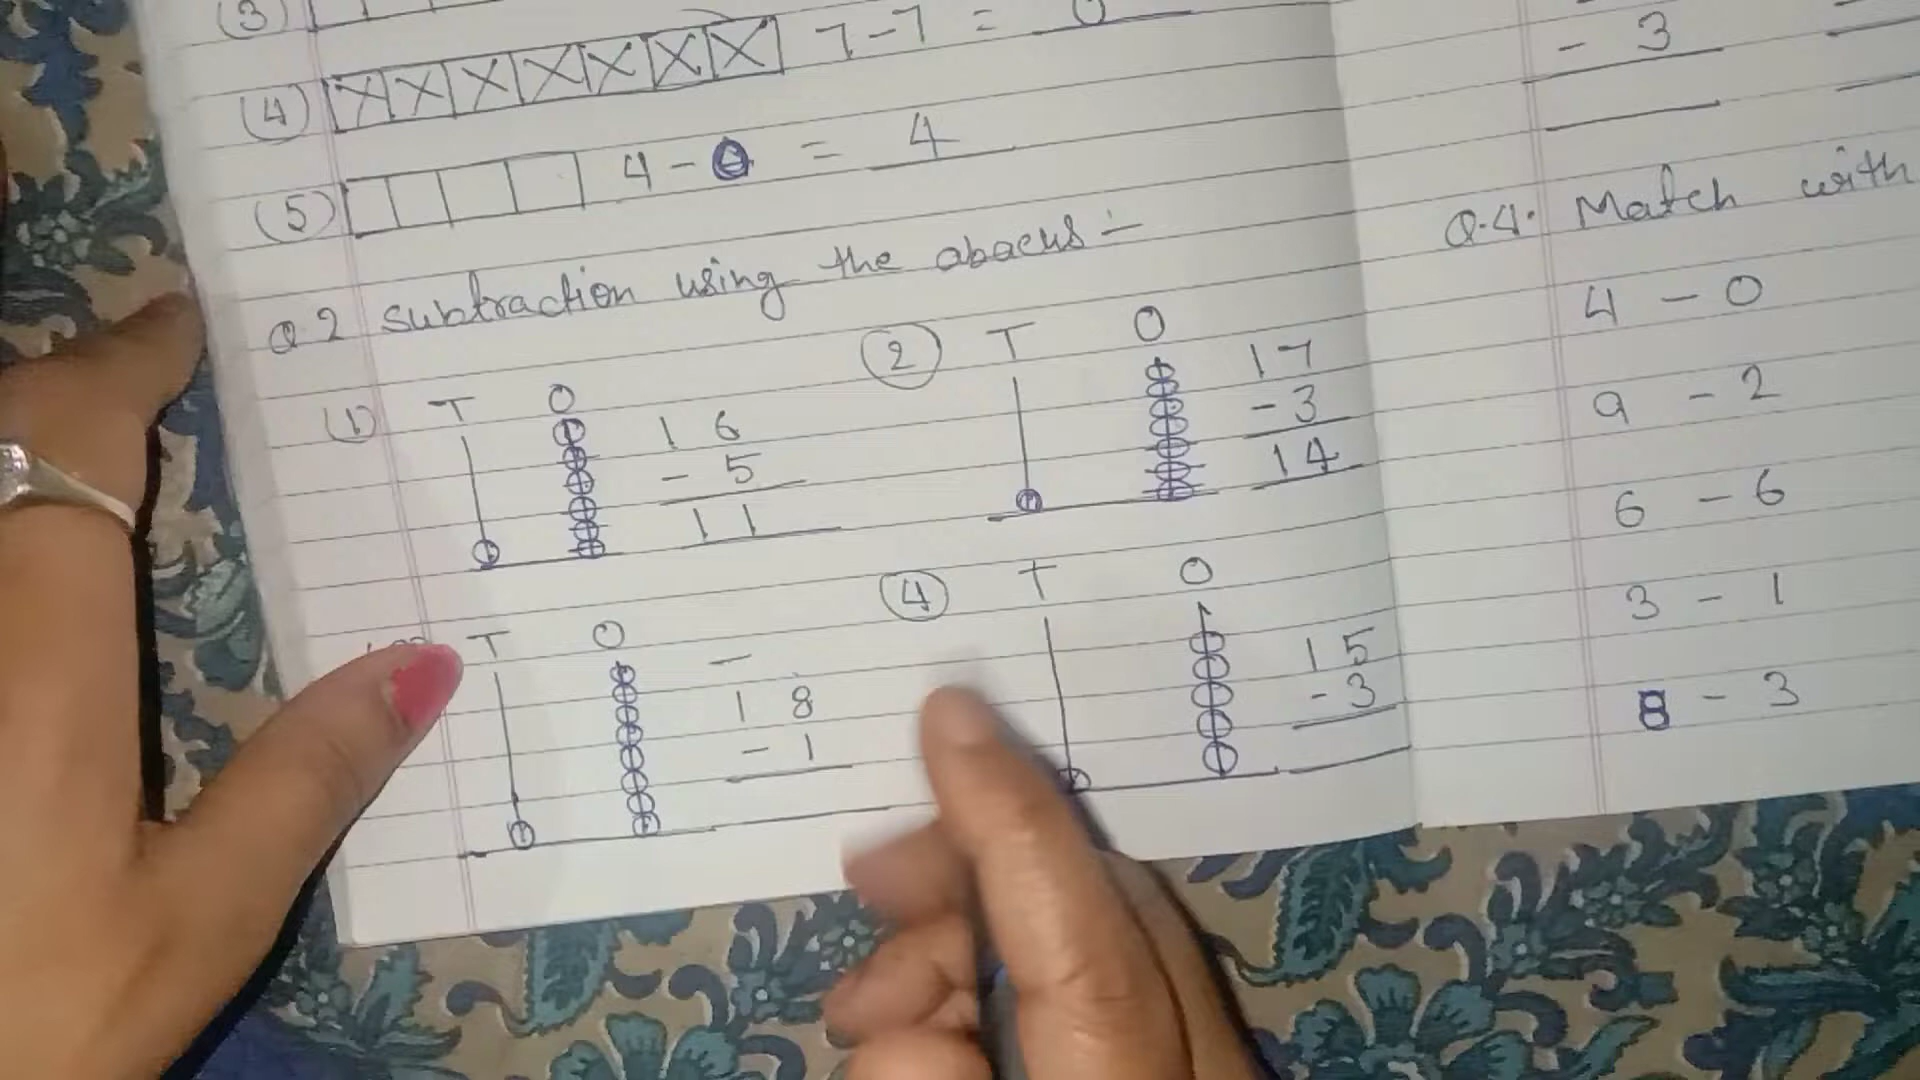 (3)
(4) 7-7 = 0
(5) 4-0 = 4
Q.2 Subtraction using the abacus :-
(1) T O
16
- 5
11
(2) T O
17
- 3
14
T O
18
- 1
(4) T O
15
- 3
- 3
Q.4. Match with
4 - 0
9 - 2
6 - 6
3 - 1
8 - 3